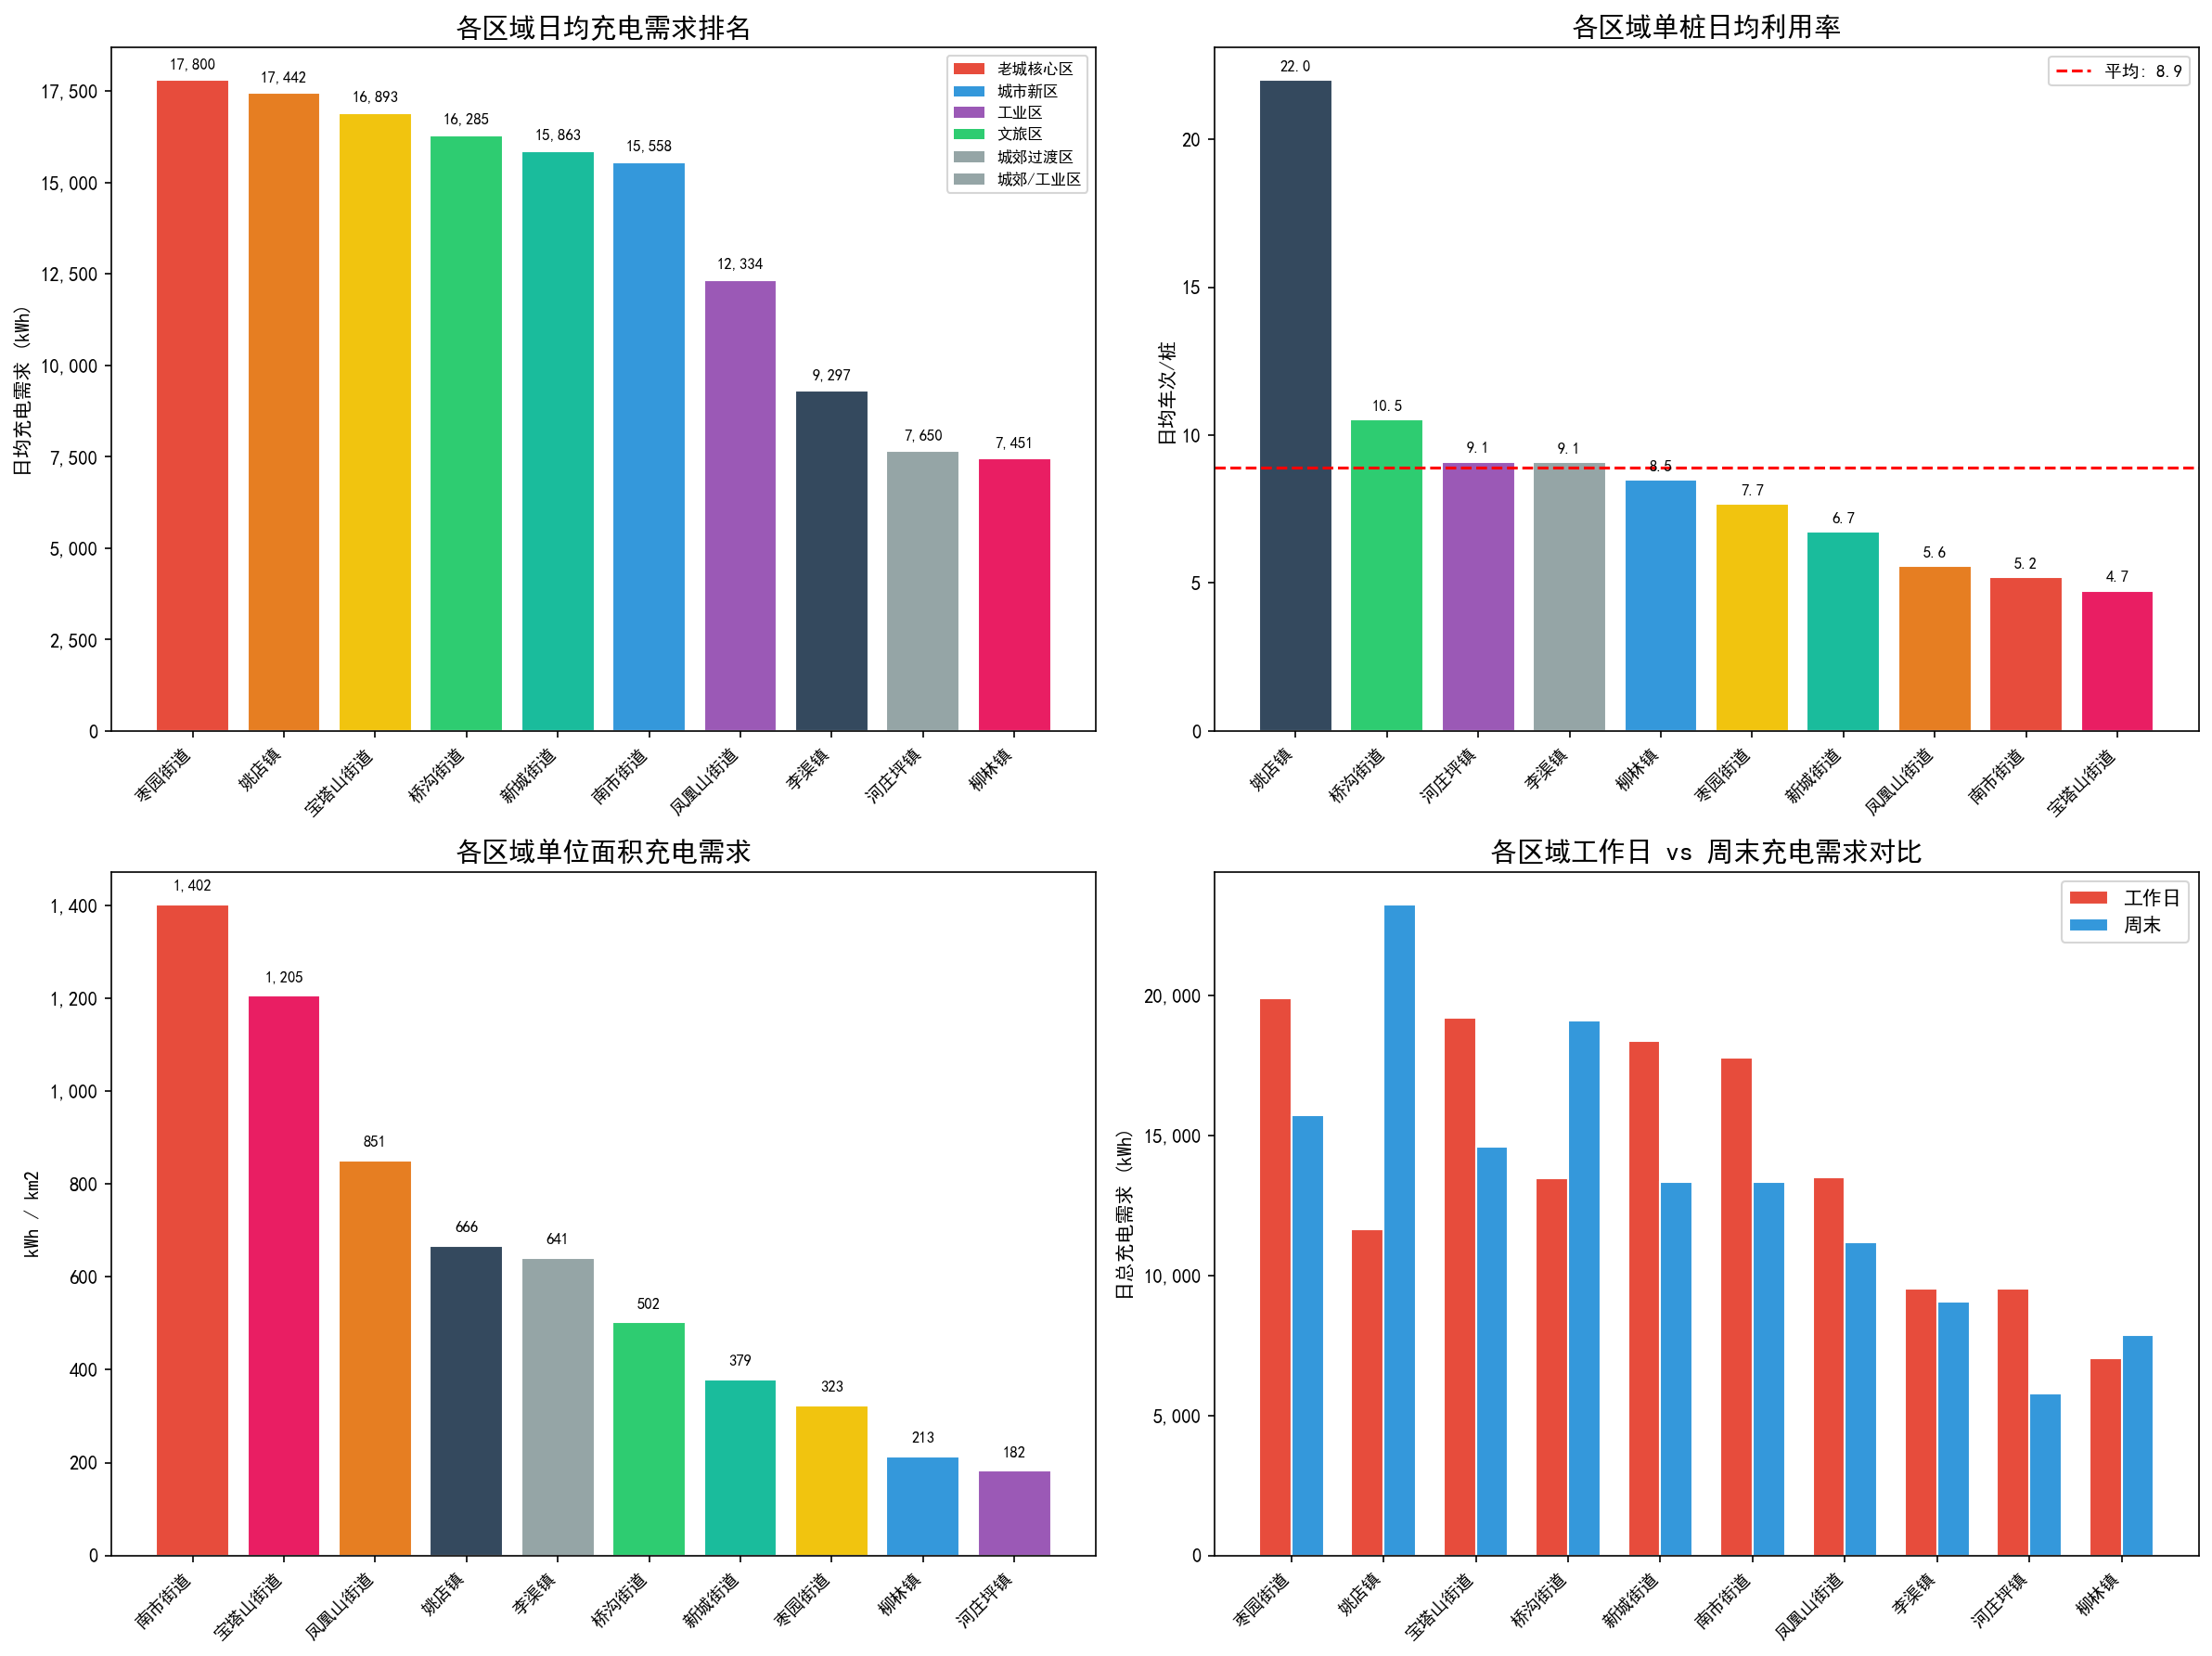 各区域日均充电需求排名
日均充电需求 (kWh)
17,500
15,000
12,500
10,000
7,500
5,000
2,500
0
17,800
17,442
16,893
16,285
15,863
15,558
12,334
9,297
7,650
7,451
老城核心区
城市新区
工业区
文旅区
城郊过渡区
城郊/工业区
枣园街道
姚店镇
宝塔山街道
桥沟街道
新城街道
南市街道
凤凰山街道
李渠镇
河庄坪镇
柳林镇
各区域单桩日均利用率
日均车次/桩
20
15
10
5
0
22.0
10.5
9.1
9.1
8.5
7.7
6.7
5.6
5.2
4.7
平均: 8.9
姚店镇
桥沟街道
河庄坪镇
李渠镇
柳林镇
枣园街道
新城街道
凤凰山街道
南市街道
宝塔山街道
各区域单位面积充电需求
kWh / km2
1,400
1,200
1,000
800
600
400
200
0
1,402
1,205
851
666
641
502
379
323
213
182
南市街道
宝塔山街道
凤凰山街道
姚店镇
李渠镇
桥沟街道
新城街道
枣园街道
柳林镇
河庄坪镇
各区域工作日 vs 周末充电需求对比
日总充电需求 (kWh)
20,000
15,000
10,000
5,000
0
工作日
周末
枣园街道
姚店镇
宝塔山街道
桥沟街道
新城街道
南市街道
凤凰山街道
李渠镇
河庄坪镇
柳林镇